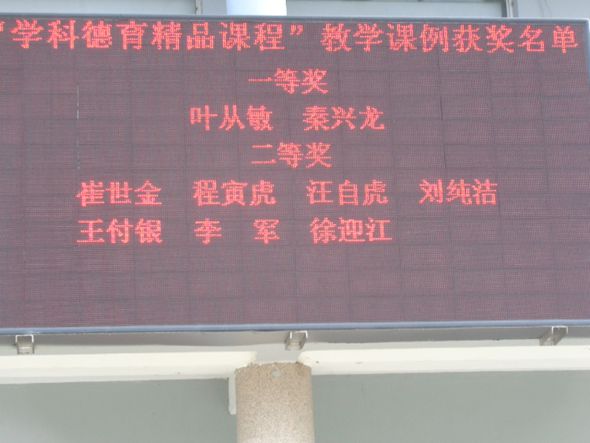 “学科德育精品课程”教学课例获奖名单
一等奖
叶从敏 秦兴龙
二等奖
崔世金 程寅虎 汪自虎 刘纯洁
王付银 李 军 徐迎江